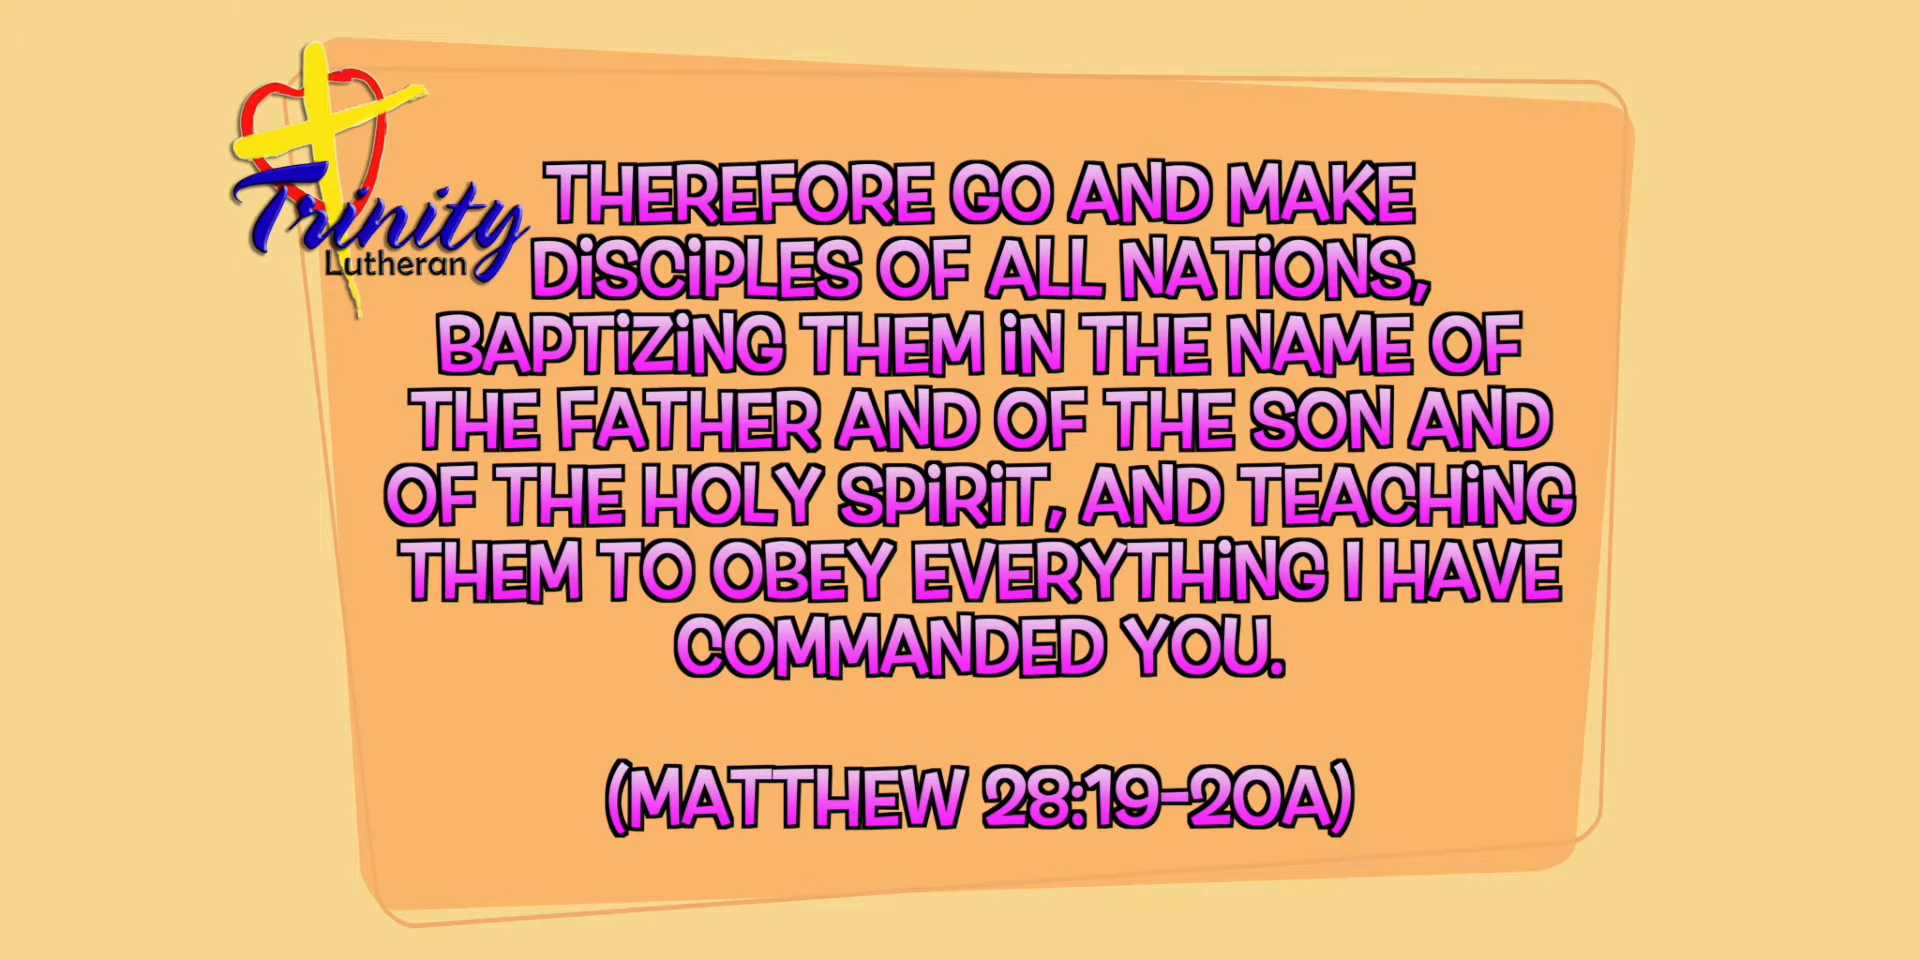 Trinity
Lutheran
THEREFORE GO AND MAKE
DiSCiPLES OF ALL NATiONS,
BAPTiZiNG THEM iN THE NAME OF
THE FATHER AND OF THE SON AND
OF THE HOLY SPiRiT, AND TEACHiNG
THEM TO OBEY EVERYTHiNG I HAVE
COMMANDED YOU.
(MATTHEW 28:19-20A)